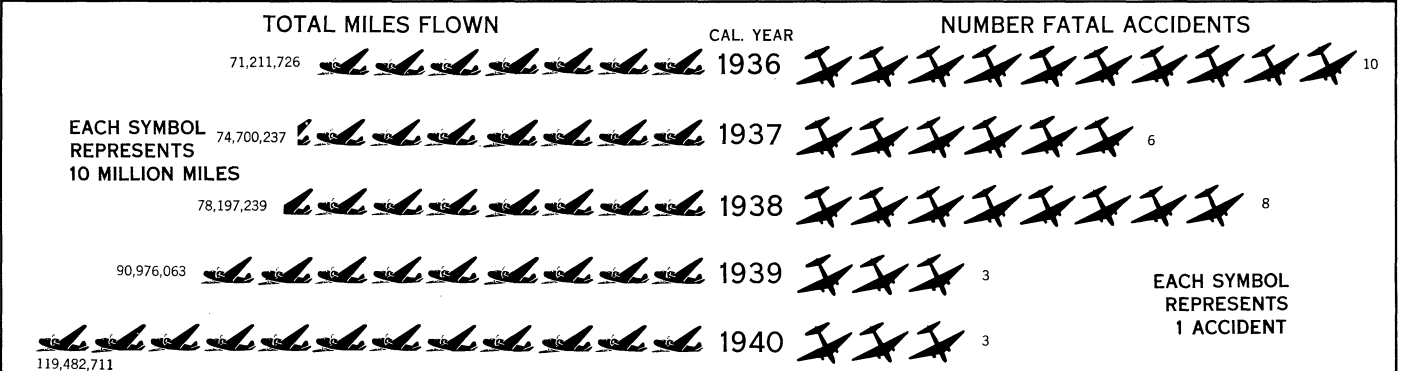 TOTAL MILES FLOWN
CAL. YEAR
NUMBER FATAL ACCIDENTS
71,211,726
1936
10
EACH SYMBOL
REPRESENTS
10 MILLION MILES
74,700,237
1937
6
78,197,239
1938
8
90,976,063
1939
3
EACH SYMBOL
REPRESENTS
1 ACCIDENT
119,482,711
1940
3